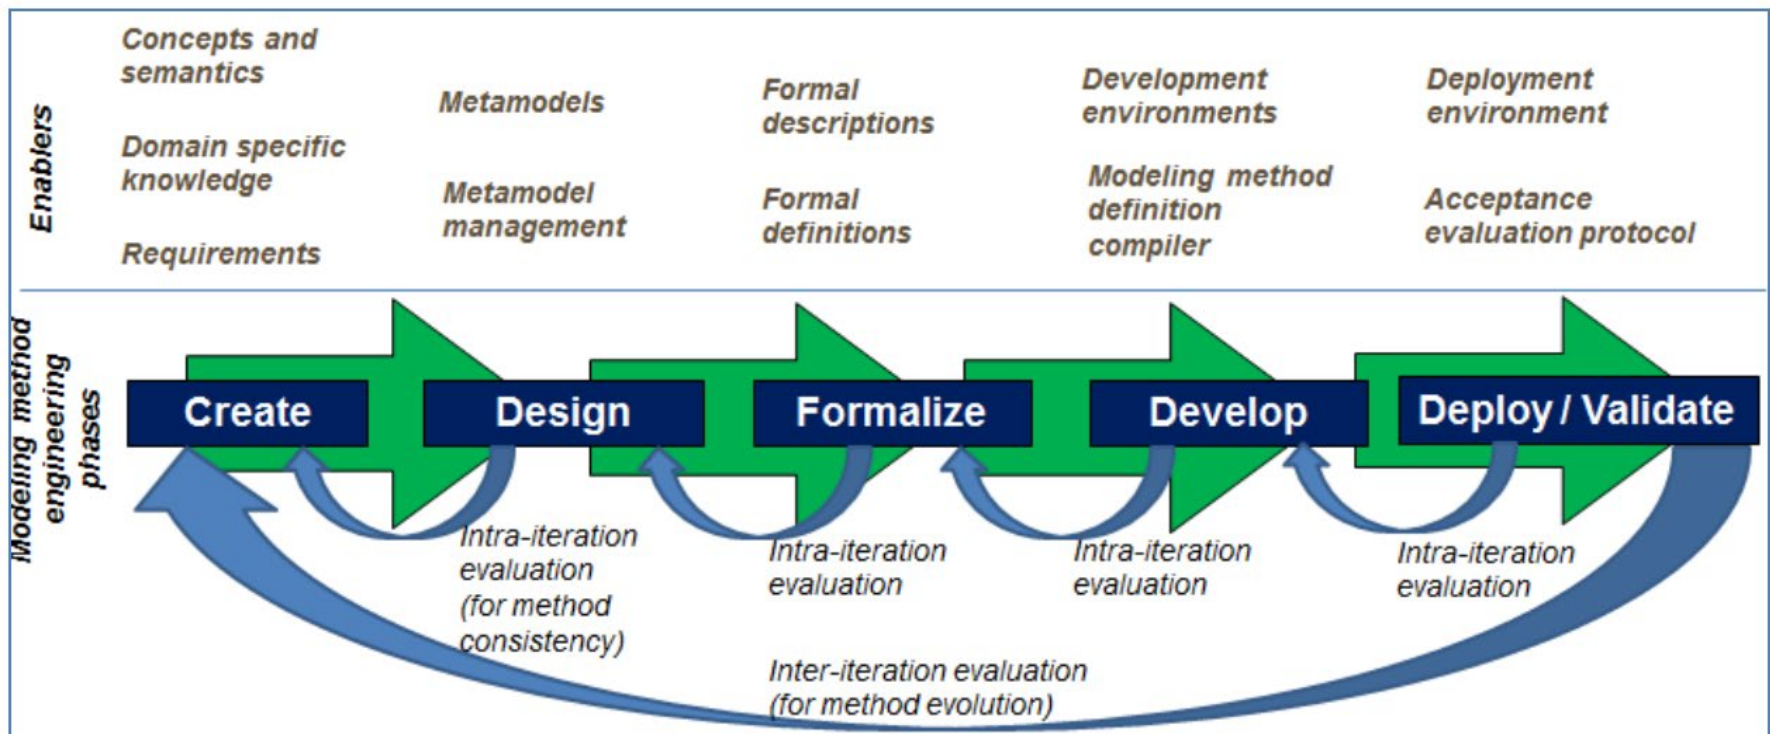 Enablers
Concepts and
semantics
Domain specific
knowledge
Requirements
Metamodels
Metamodel
management
Formal
descriptions
Formal
definitions
Development
environments
Modeling method
definition
compiler
Deployment
environment
Acceptance
evaluation protocol
Modeling method
engineering
phases
Create
Design
Formalize
Develop
Deploy / Validate
Intra-iteration
evaluation
(for method
consistency)
Intra-iteration
evaluation
Intra-iteration
evaluation
Intra-iteration
evaluation
Inter-iteration evaluation
(for method evolution)